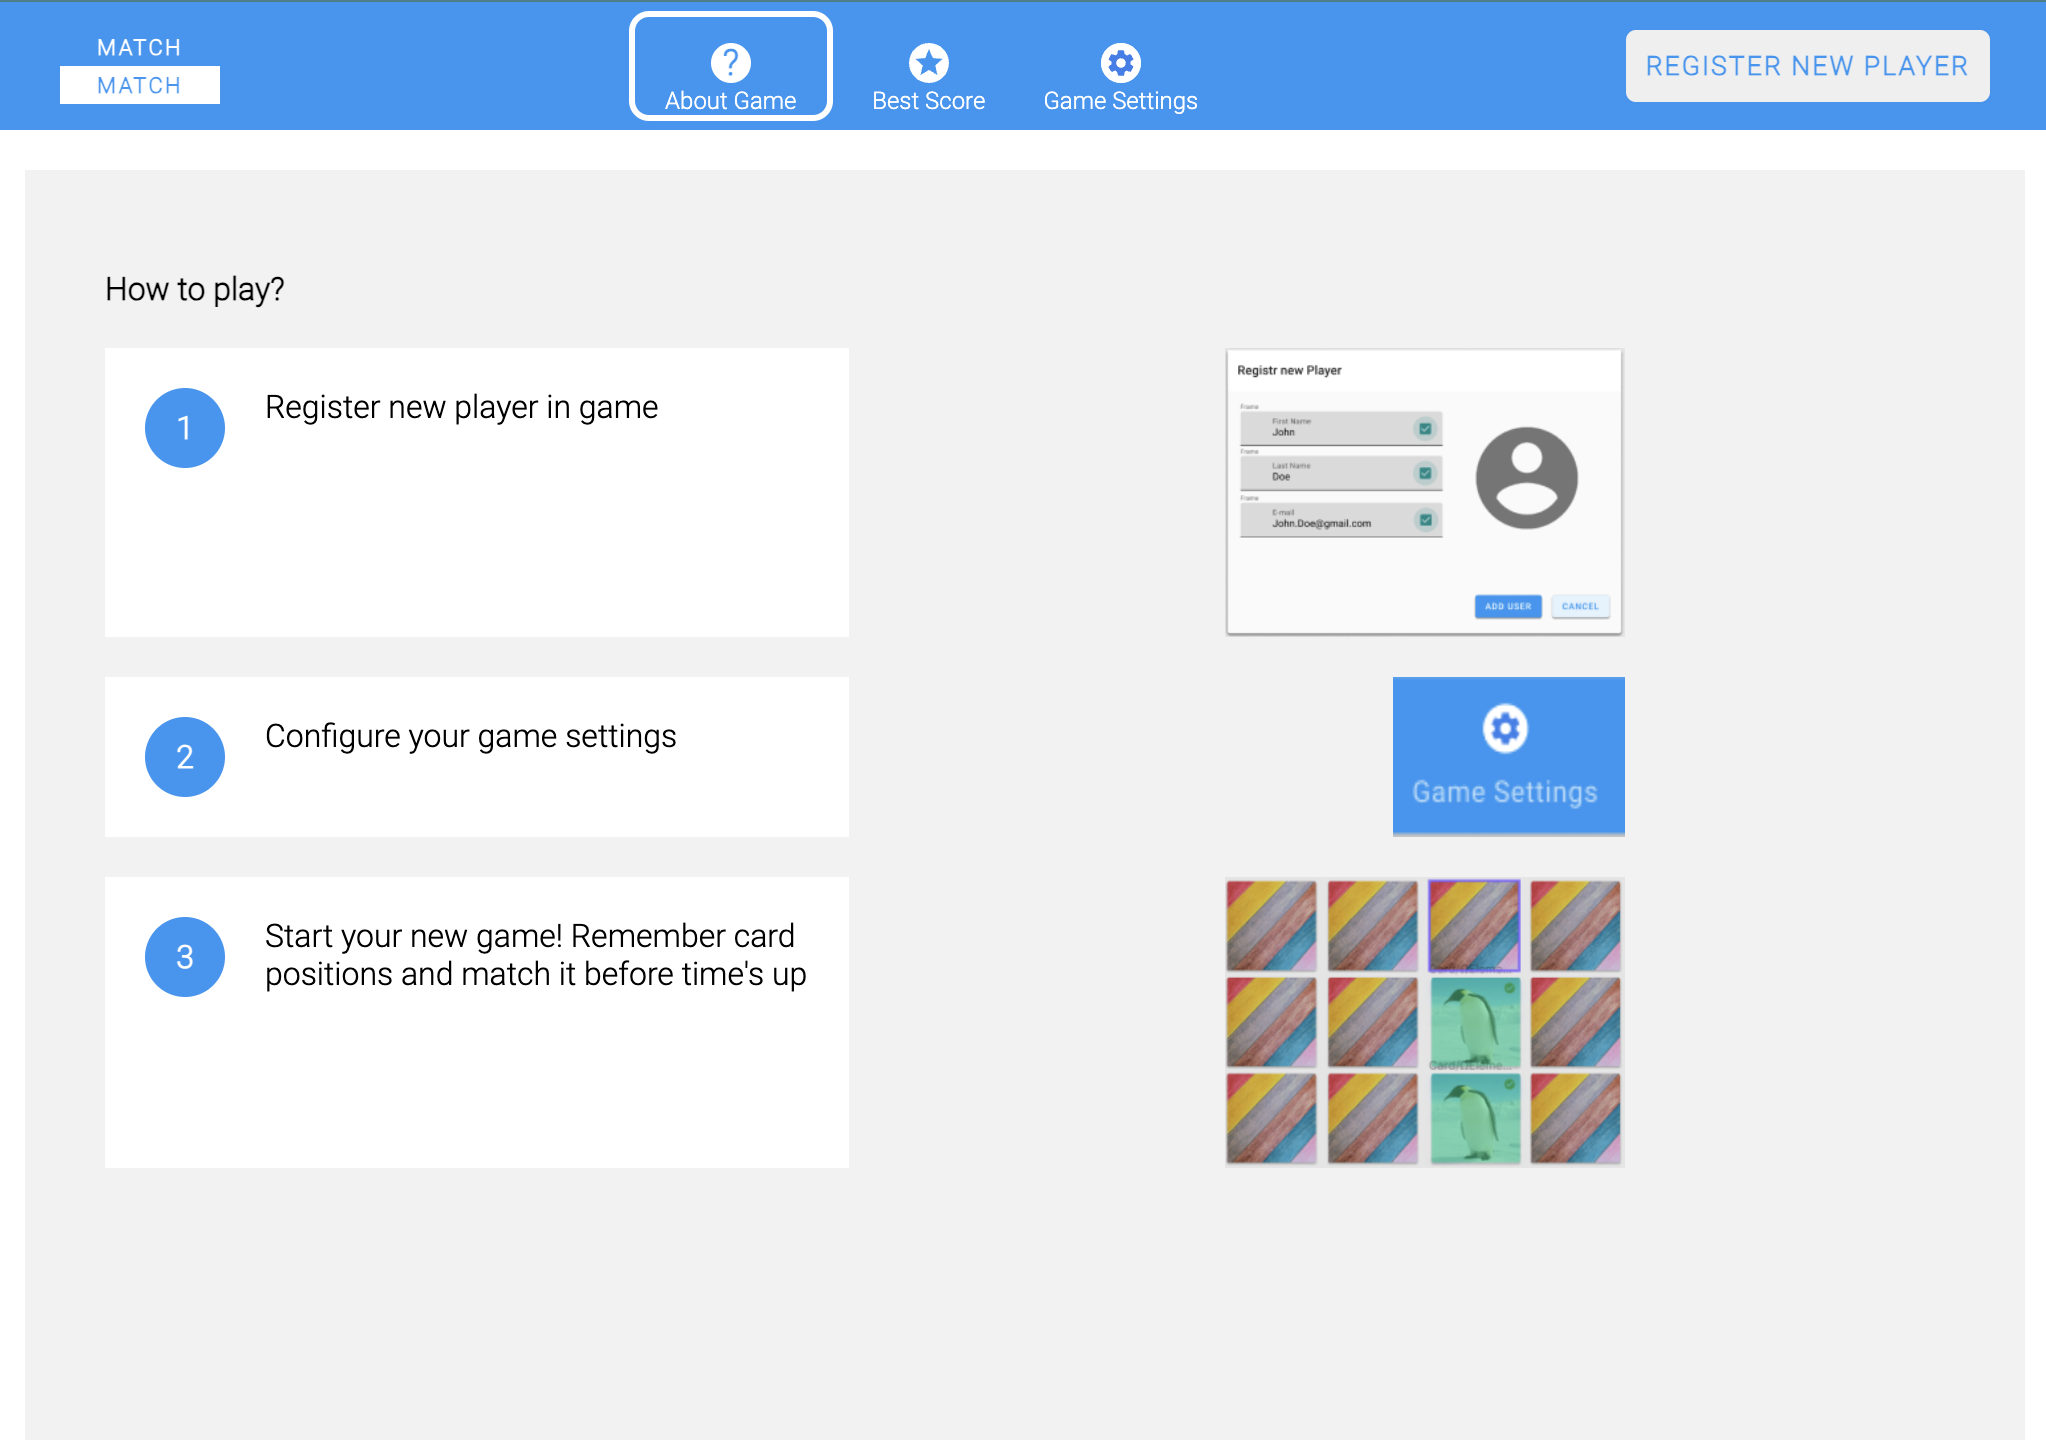 MATCH
MATCH
?
About Game
Best Score
Game Settings
REGISTER NEW PLAYER
How to play?
1
Register new player in game
Registr new Player
Frame
First Name
John
Frame
Last Name
Doe
Frame
E-mail
John.Doe@gmail.com
ADD USER
CANCEL
2
Configure your game settings
Game Settings
3
Start your new game! Remember card
positions and match it before time's up